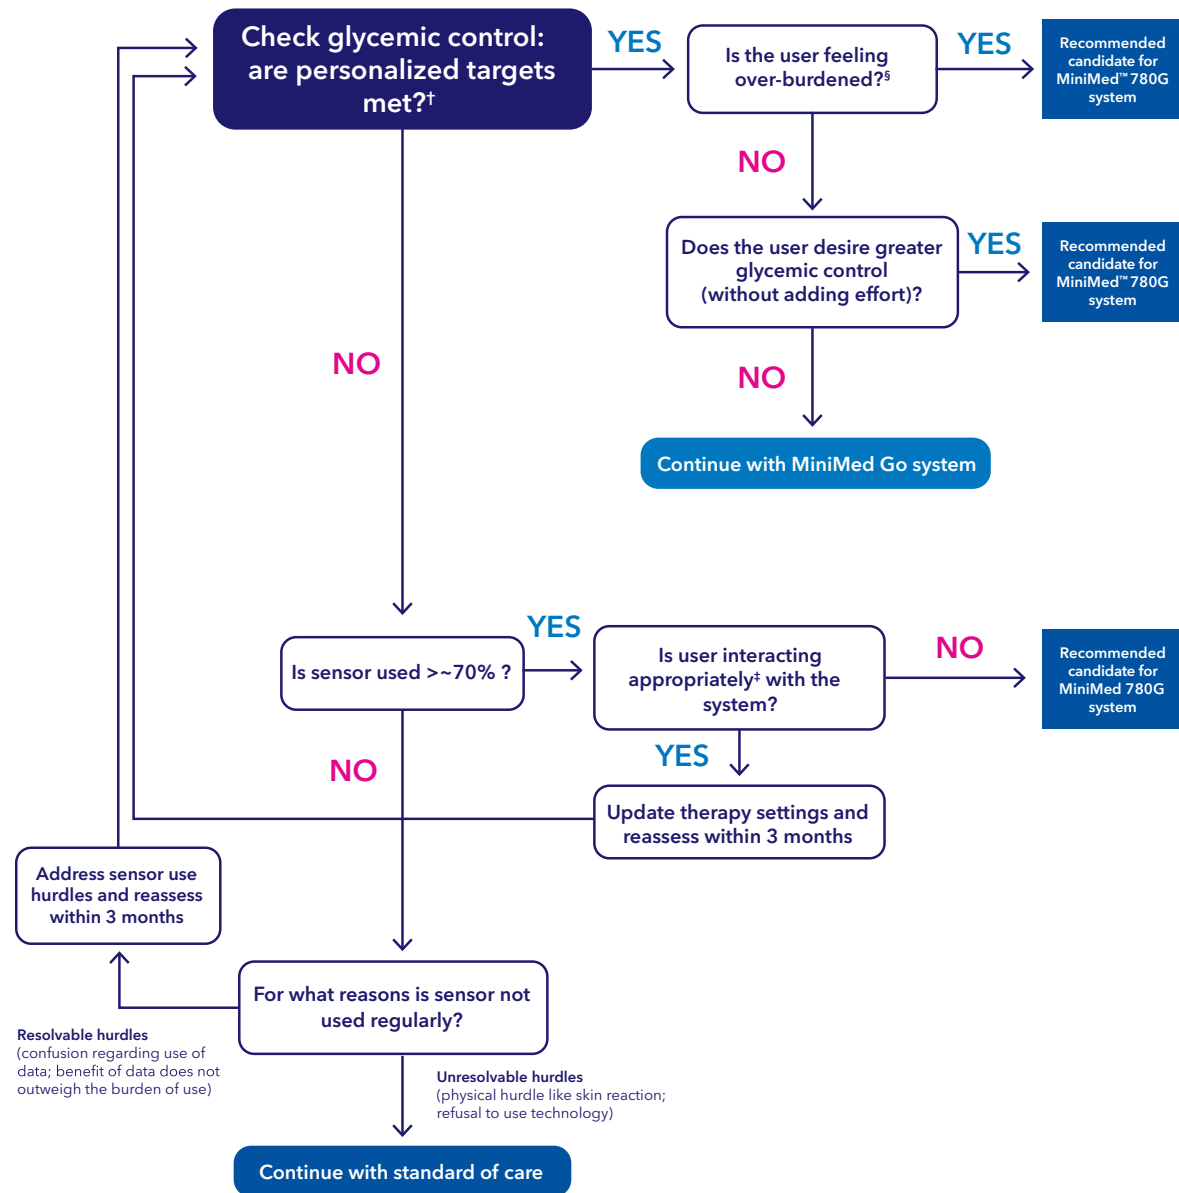 Check glycemic control:
are personalized targets
met?†
YES
Is the user feeling
over-burdened?§
YES
Recommended
candidate for
MiniMed™ 780G
system
NO
Does the user desire greater
glycemic control
(without adding effort)?
YES
Recommended
candidate for
MiniMed™ 780G
system
NO
NO
Continue with MiniMed Go system
Is sensor used >~70% ?
YES
Is user interacting
appropriately‡ with the
system?
NO
Recommended
candidate for
MiniMed 780G
system
YES
NO
Update therapy settings and
reassess within 3 months
Address sensor use
hurdles and reassess
within 3 months
For what reasons is sensor not
used regularly?
Resolvable hurdles
(confusion regarding use of
data; benefit of data does not
outweigh the burden of use)
Unresolvable hurdles
(physical hurdle like skin reaction;
refusal to use technology)
Continue with standard of care